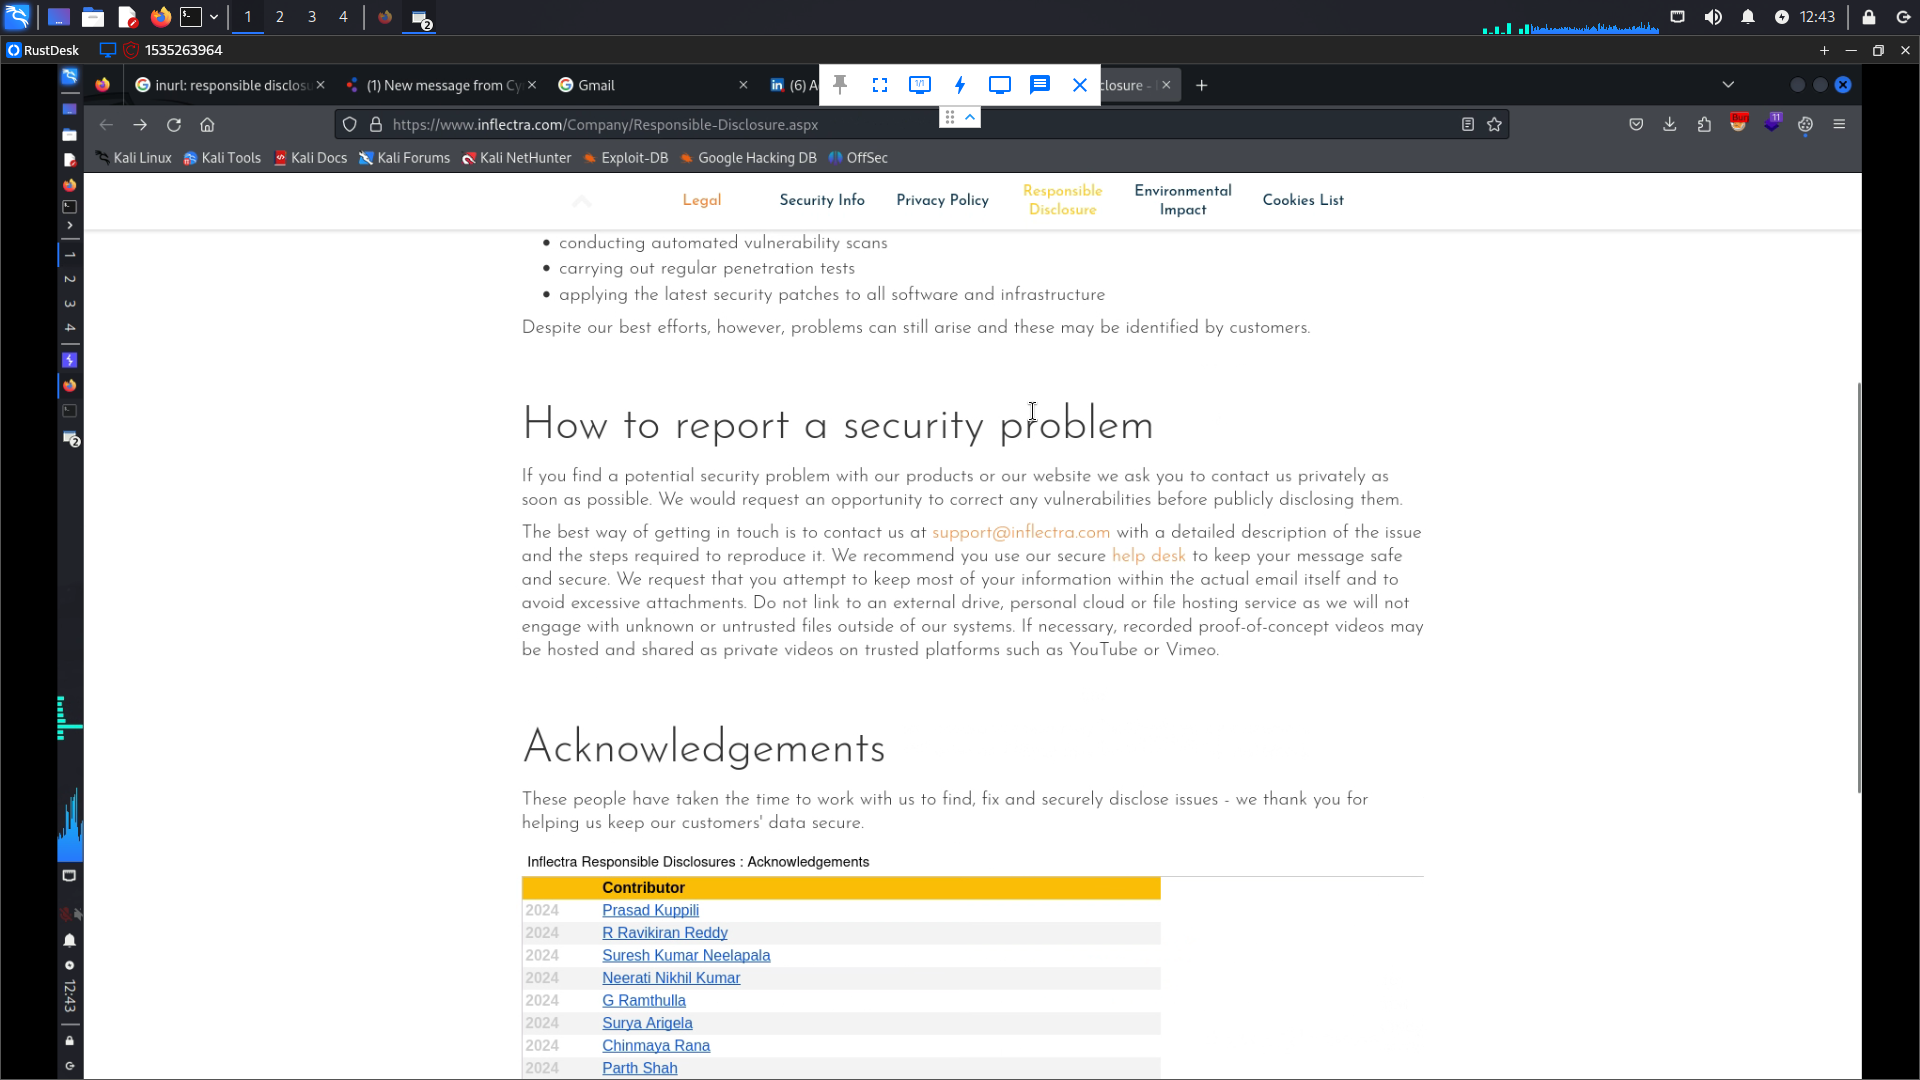 1
2
3
4
2
12:43
RustDesk
1535263964
inurl: responsible disclosu
(1) New message from Cy
Gmail
in (6) A
closure -
https://www.inflectra.com/Company/Responsible-Disclosure.aspx
11
Kali Linux
Kali Tools
Kali Docs
Kali Forums
Kali NetHunter
Exploit-DB
Google Hacking DB
OffSec
Legal
Security Info
Privacy Policy
Responsible
Disclosure
Environmental
Impact
Cookies List
conducting automated vulnerability scans
carrying out regular penetration tests
applying the latest security patches to all software and infrastructure
Despite our best efforts, however, problems can still arise and these may be identified by customers.
How to report a security problem
If you find a potential security problem with our products or our website we ask you to contact us privately as
soon as possible. We would request an opportunity to correct any vulnerabilities before publicly disclosing them.
The best way of getting in touch is to contact us at support@inflectra.com with a detailed description of the issue
and the steps required to reproduce it. We recommend you use our secure help desk to keep your message safe
and secure. We request that you attempt to keep most of your information within the actual email itself and to
avoid excessive attachments. Do not link to an external drive, personal cloud or file hosting service as we will not
engage with unknown or untrusted files outside of our systems. If necessary, recorded proof-of-concept videos may
be hosted and shared as private videos on trusted platforms such as YouTube or Vimeo.
Acknowledgements
These people have taken the time to work with us to find, fix and securely disclose issues - we thank you for
helping us keep our customers' data secure.
Inflectra Responsible Disclosures : Acknowledgements
Contributor
2024 Prasad Kuppili
2024 R Ravikiran Reddy
2024 Suresh Kumar Neelapala
2024 Neerati Nikhil Kumar
2024 G Ramthulla
2024 Surya Arigela
2024 Chinmaya Rana
2024 Parth Shah
1
2
3
4
2
12:43